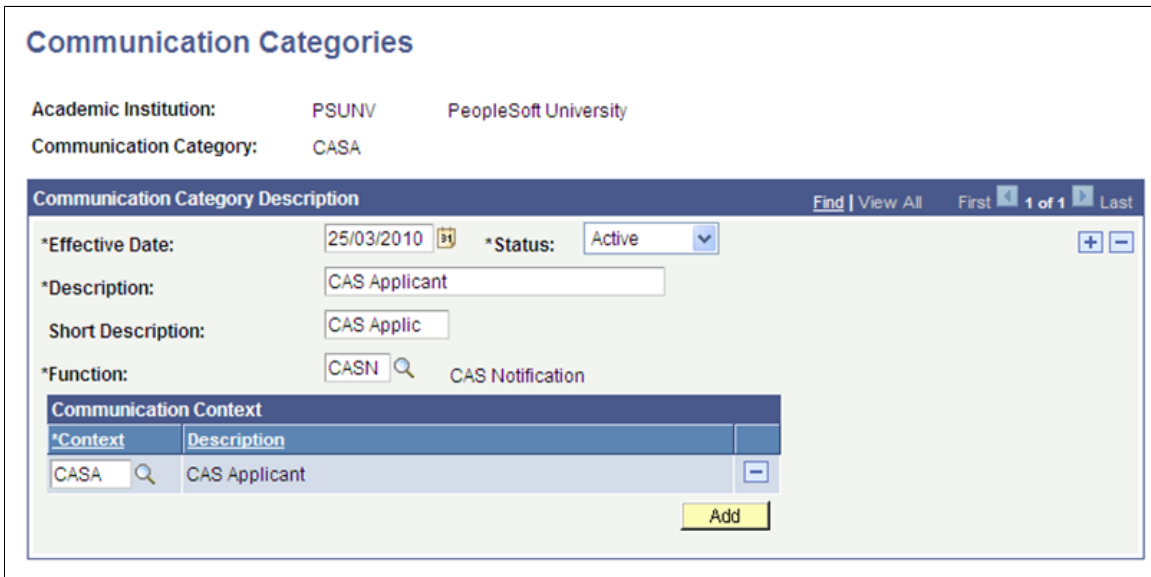 Communication Categories
Academic Institution: PSUNV PeopleSoft University
Communication Category: CASA
Communication Category Description Find | View All First 1 of 1 Last
*Effective Date: 25/03/2010 31 *Status: Active
*Description: CAS Applicant
Short Description: CAS Applic
*Function: CASN CAS Notification
Communication Context
*Context Description
CASA CAS Applicant
Add